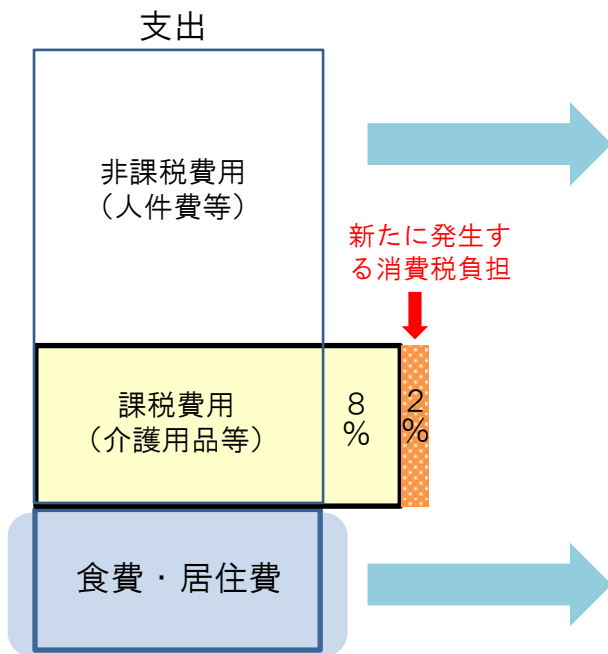 支出
非課税費用
（人件費等）
新たに発生す
る消費税負担
課税費用
（介護用品等）
８
％
２
％
食費・居住費